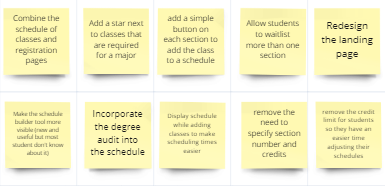 Combine the
schedule of
classes and
registration
pages
Add a star next
to classes that
are required
for a major
add a simple
button on
each section to
add the class
to a schedule
Allow students
to waitlist
more than one
section
Redesign
the landing
page
Make the schedule
builder tool more
visible (new and
useful but most
student don't know
about it)
Incorporate
the degree
audit into
the schedule
Display schedule
while adding
classes to make
scheduling times
easier
remove the
need to
specify section
number and
credits
remove the credit
limit for students
so they have an
easier time
adjusting their
schedules